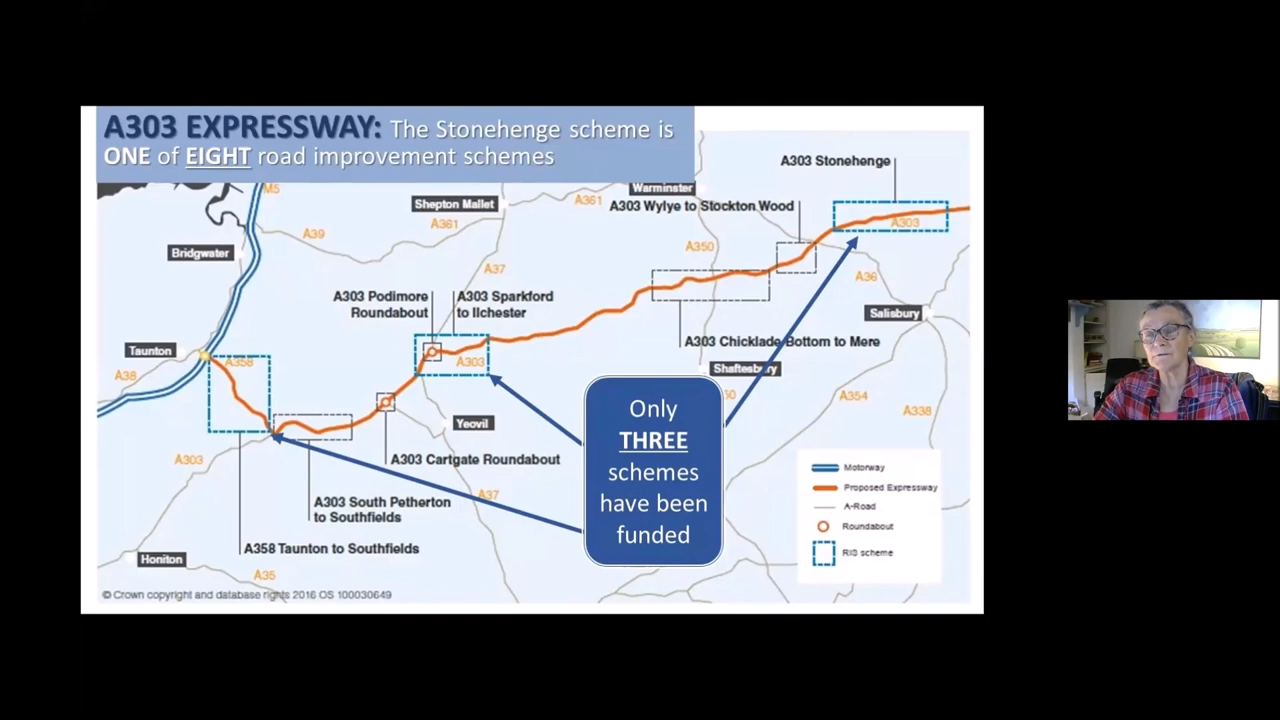 A303 EXPRESSWAY: The Stonehenge scheme is
ONE of EIGHT road improvement schemes
M5
Warminster
A303 Stonehenge
Shepton Mallet
A361
A361
A303 Wylye to Stockton Wood
A303
A39
Bridgwater
A350
A37
A36
A303 Podimore
Roundabout
A303 Sparkford
to Ilchester
Salisbury
A303 Chicklade Bottom to Mere
Taunton
A358
A303
Shaftesbury
A38
50
A354
A338
Only
THREE
schemes
have been
funded
Yeovil
A303
A303 Cartgate Roundabout
A37
A303 South Petherton
to Southfields
A358 Taunton to Southfields
Honiton
A35
Motorway
Proposed Expressway
A-Road
Roundabout
RIS scheme
© Crown copyright and database rights 2016 OS 100030649